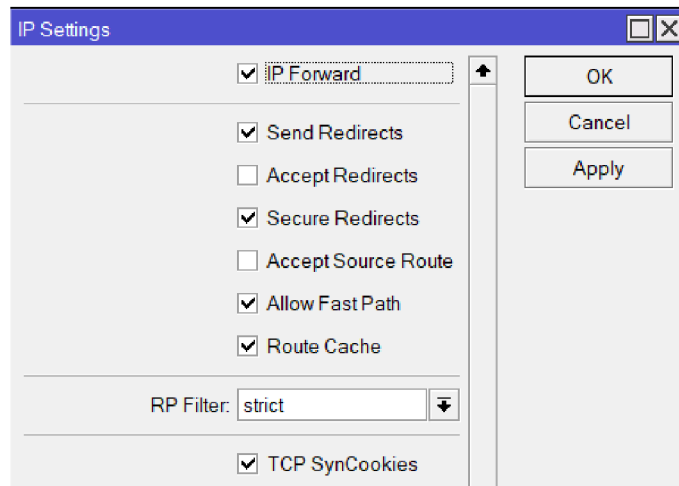 IP Settings
IP Forward
OK
Send Redirects
Cancel
Accept Redirects
Apply
Secure Redirects
Accept Source Route
Allow Fast Path
Route Cache
RP Filter: strict
TCP SynCookies